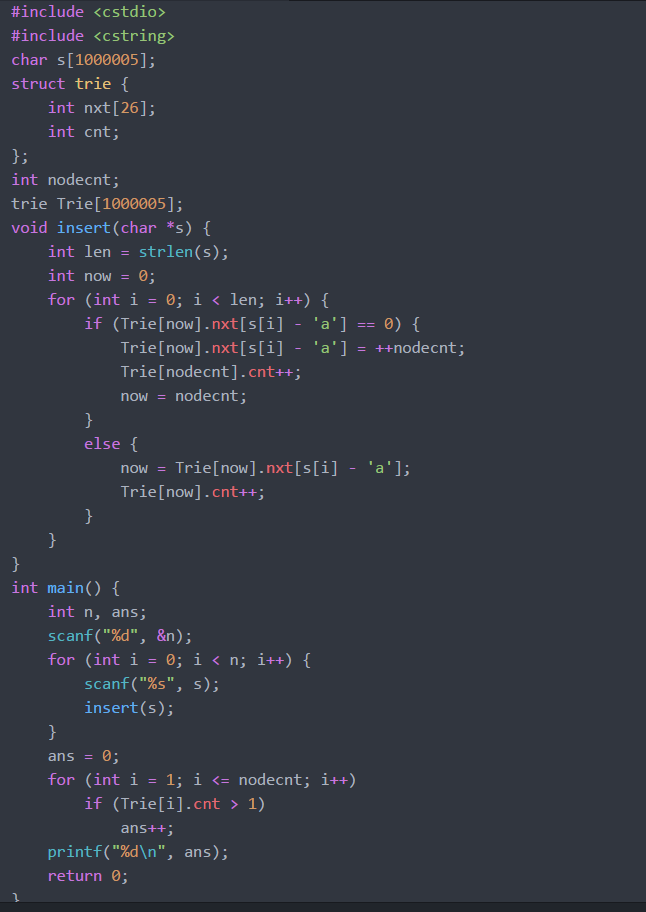 #include <cstdio>
#include <cstring>
char s[1000005];
struct trie {
    int nxt[26];
    int cnt;
};
int nodecnt;
trie Trie[1000005];
void insert(char *s) {
    int len = strlen(s);
    int now = 0;
    for (int i = 0; i < len; i++) {
        if (Trie[now].nxt[s[i] - 'a'] == 0) {
            Trie[now].nxt[s[i] - 'a'] = ++nodecnt;
            Trie[nodecnt].cnt++;
            now = nodecnt;
        }
        else {
            now = Trie[now].nxt[s[i] - 'a'];
            Trie[now].cnt++;
        }
    }
}
int main() {
    int n, ans;
    scanf("%d", &n);
    for (int i = 0; i < n; i++) {
        scanf("%s", s);
        insert(s);
    }
    ans = 0;
    for (int i = 1; i <= nodecnt; i++)
        if (Trie[i].cnt > 1)
            ans++;
    printf("%d\n", ans);
    return 0;
}